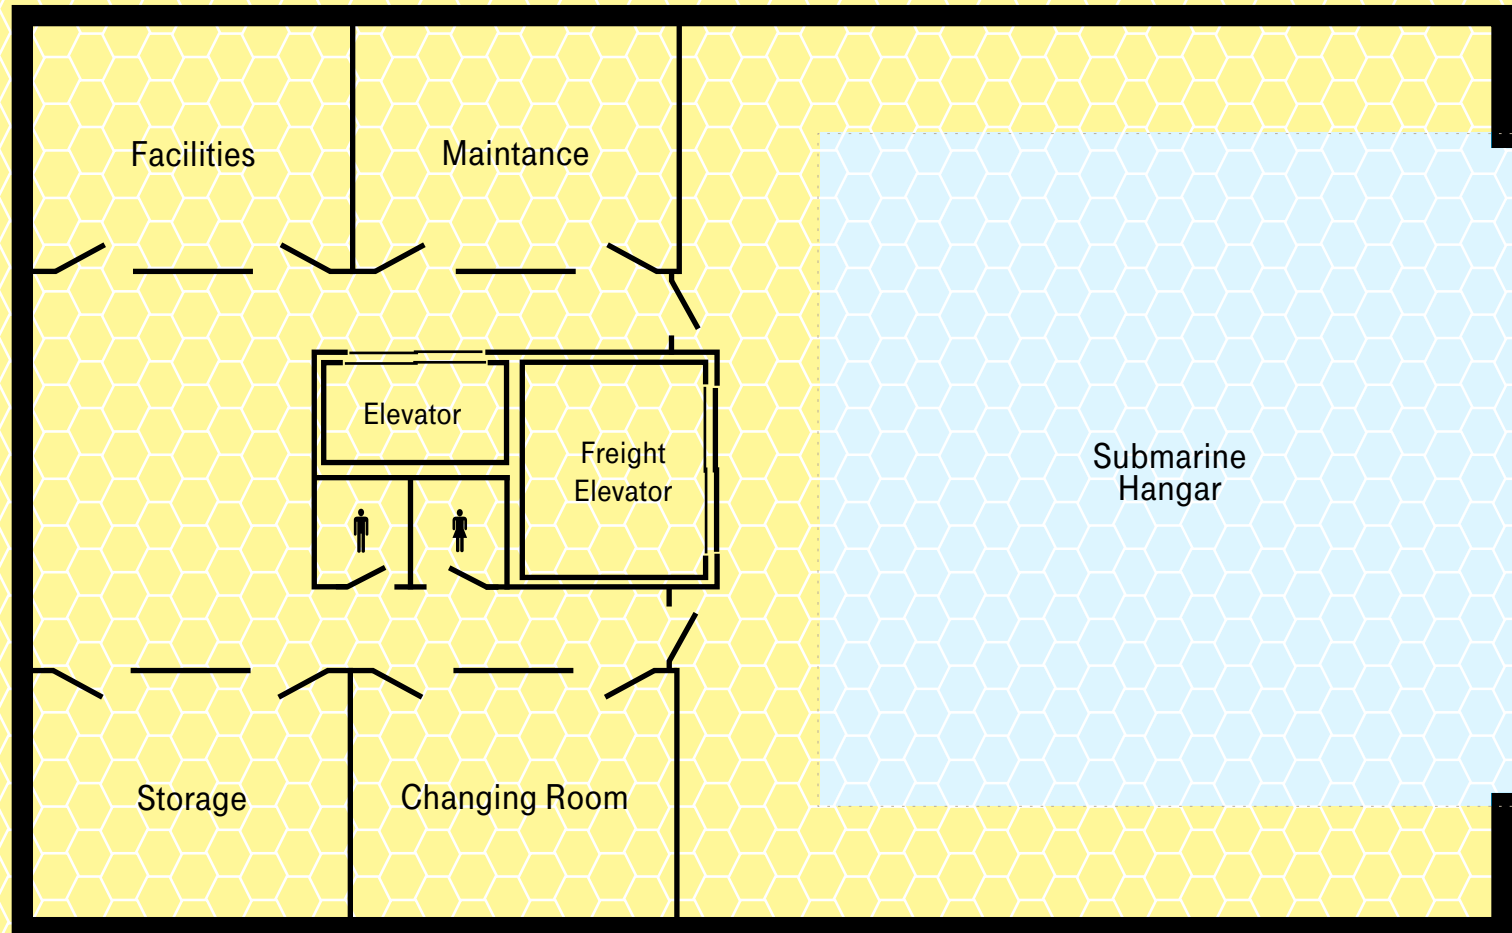 Facilities
Maintance
Elevator
Freight
Elevator
Submarine
Hangar
Storage
Changing Room